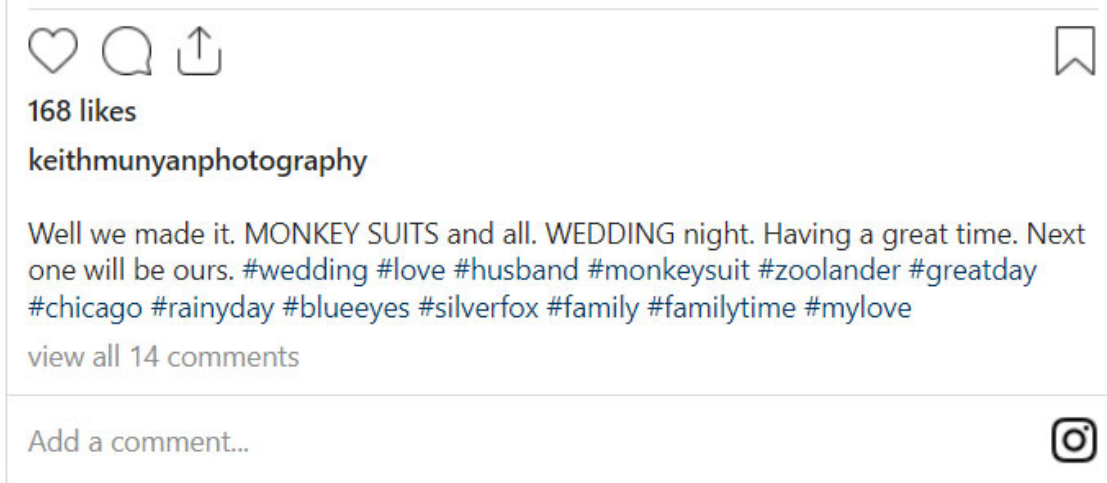 168 likes
keithmunyanphotography
Well we made it. MONKEY SUITS and all. WEDDING night. Having a great time. Next
one will be ours. #wedding #love #husband #monkeysuit #zoolander #greatday
#chicago #rainyday #blueeyes #silverfox #family #familytime #mylove
view all 14 comments
Add a comment...